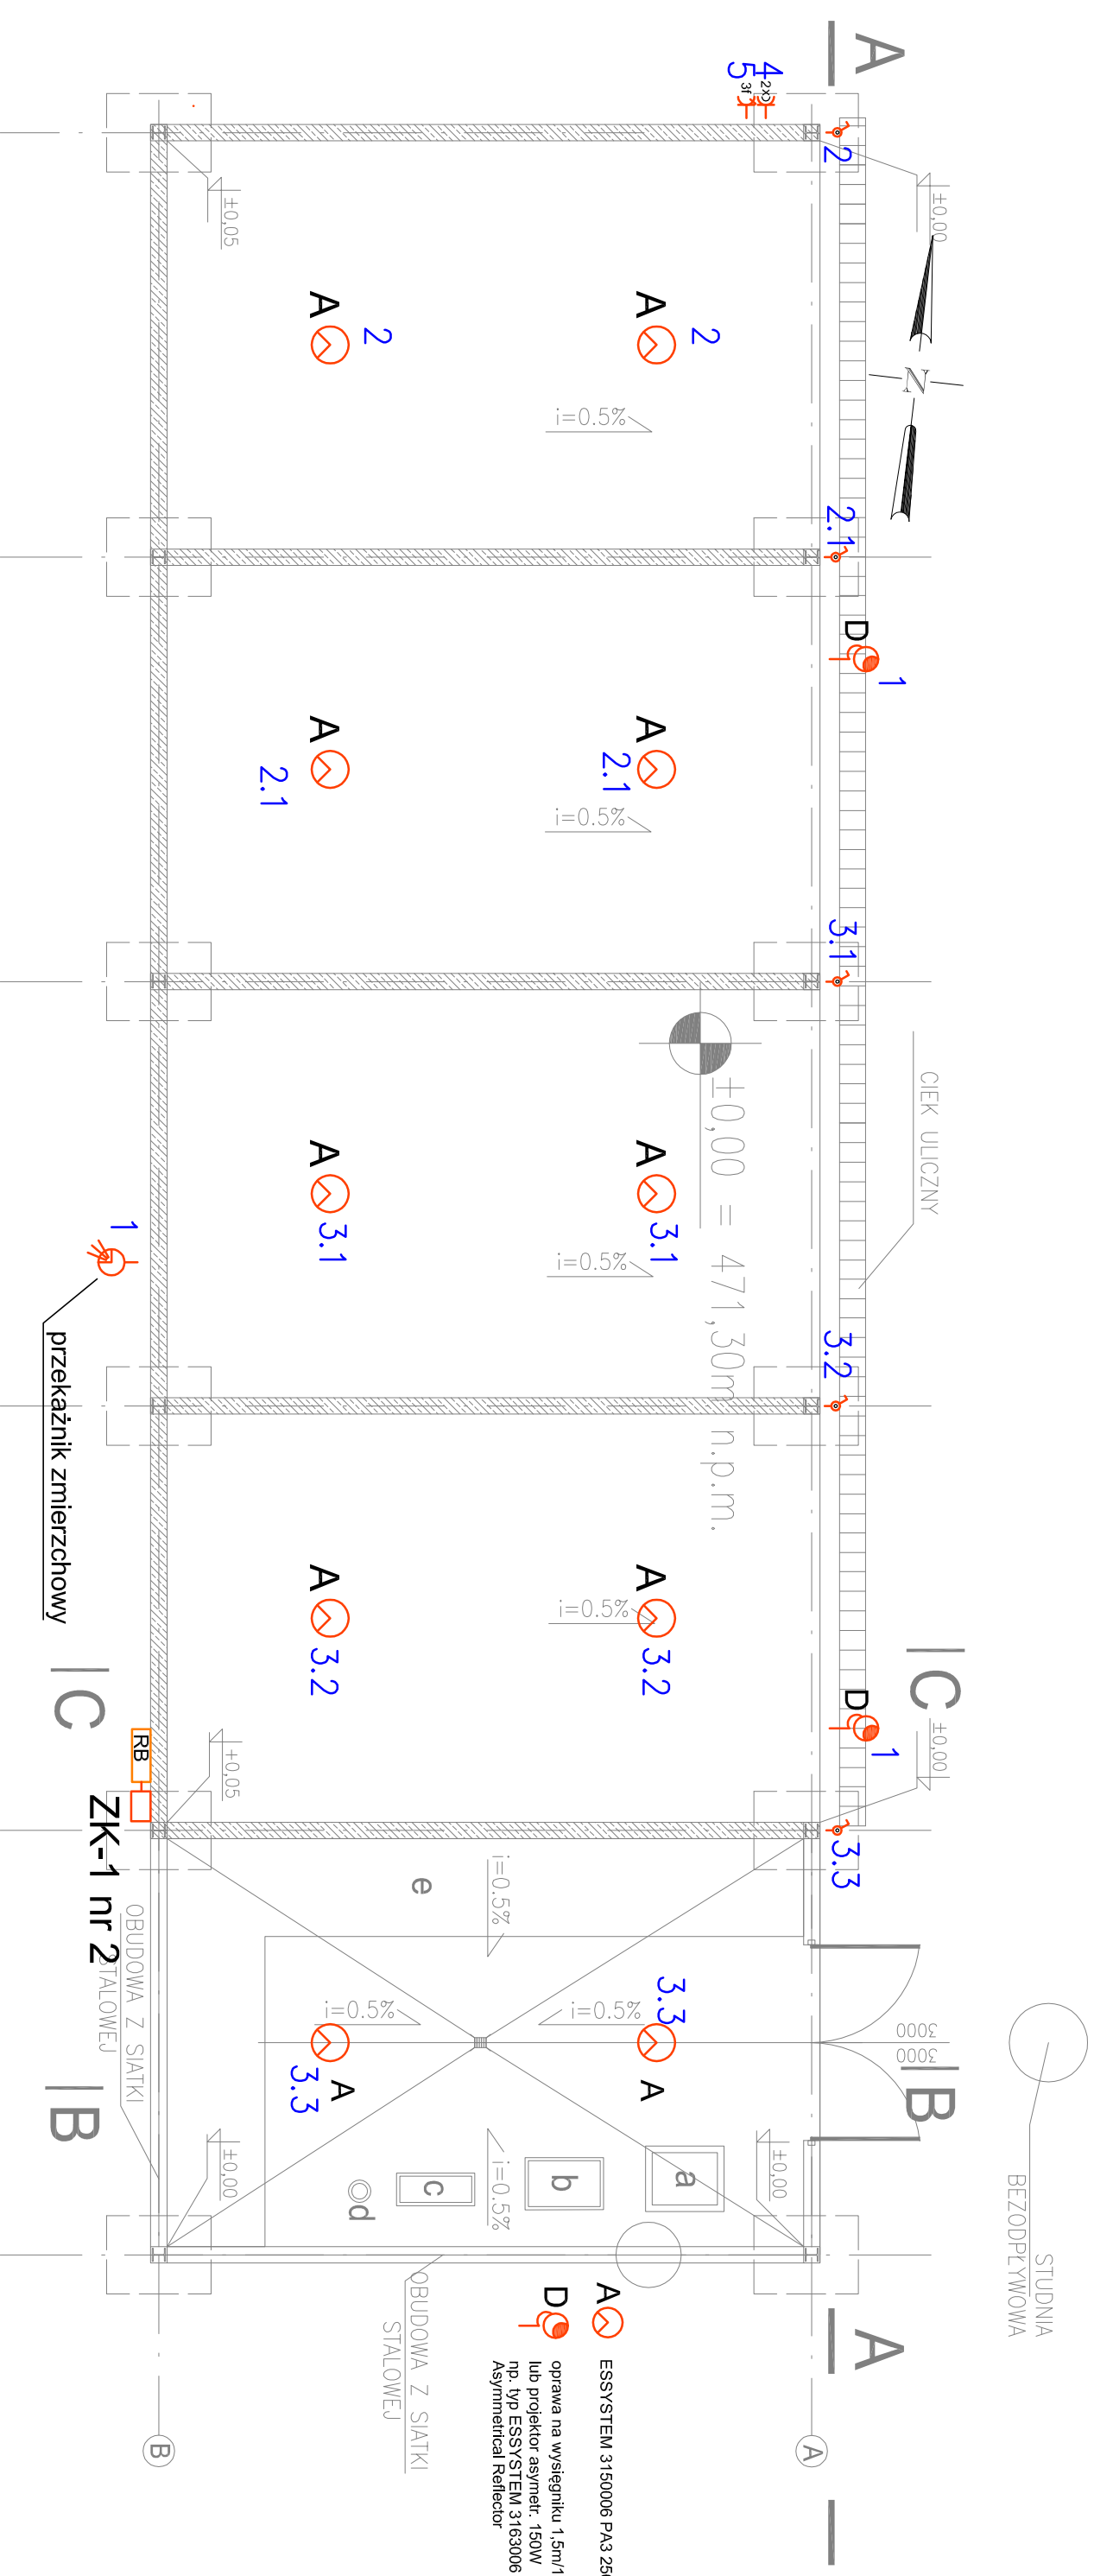 A
4 2x
5 3f
2
±0,00
±0,05
N
A 2
A 2
i=0.5%
2.1
D 1
A 2.1
A 2.1
i=0.5%
3.1
CIEK ULICZNY
±0,00 = 471,30m n.p.m.
A 3.1
A 3.1
i=0.5%
1
przekaźnik zmierzchowy
3.2
A 3.2
A 3.2
i=0.5%
C
C
D 1
±0,00
+0,05
RB
ZK-1 nr 2
3.3
OBUDOWA Z SIATKI
STALOWEJ
e
i=0.5%
i=0.5%
i=0.5%
3.3
A
3.3
A
3000
3000
B
B
±0,00
±0,00
i=0.5%
a
b
c
d
STUDNIA
BEZODPŁYWOWA
OBUDOWA Z SIATKI
STALOWEJ
A
A
B
A
ESSYSTEM 3150006 PA3
D
oprawa na wysięgniku 1,5m/1
lub projektor asymetr. 150W
np. typ ESSYSTEM 3163006
Asymmetrical Reflector